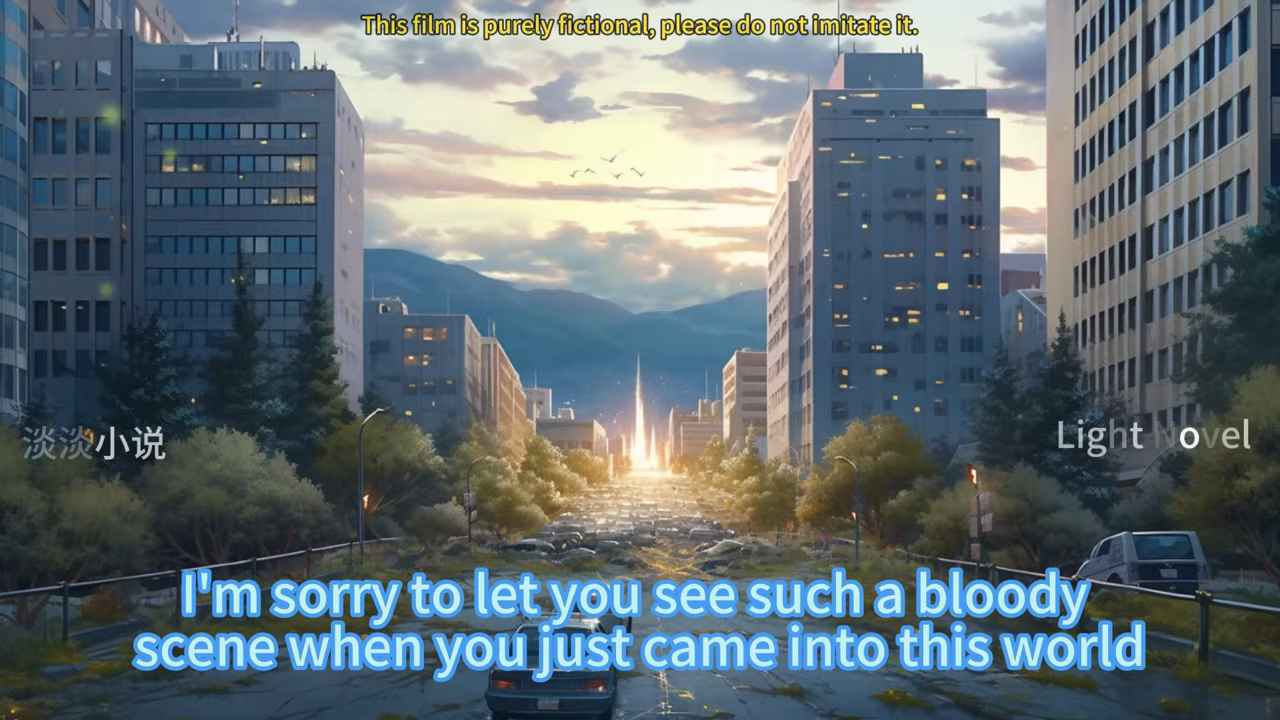 This film is purely fictional, please do not imitate it.
淡淡小说
Light Novel
I'm sorry to let you see such a bloody
scene when you just came into this world